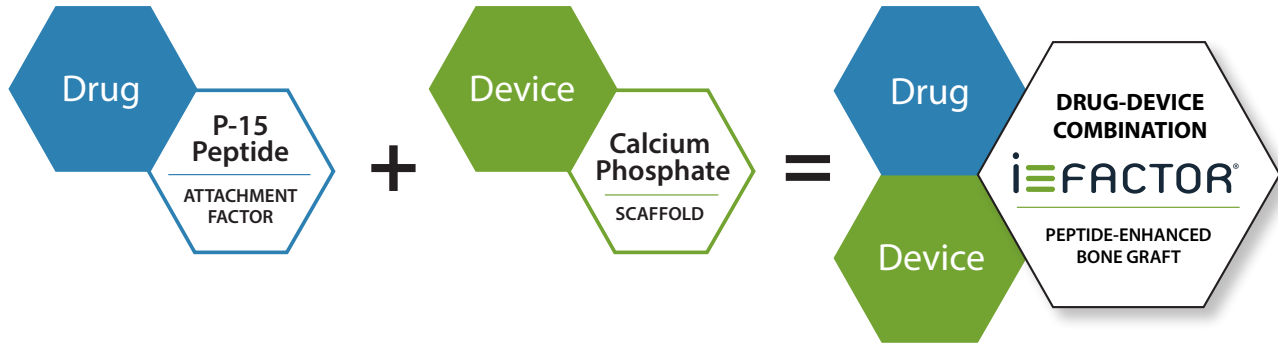 Drug
P-15
Peptide
ATTACHMENT
FACTOR
+
Device
Calcium
Phosphate
SCAFFOLD
=
Drug
Device
DRUG-DEVICE
COMBINATION
i≡FACTOR®
PEPTIDE-ENHANCED
BONE GRAFT